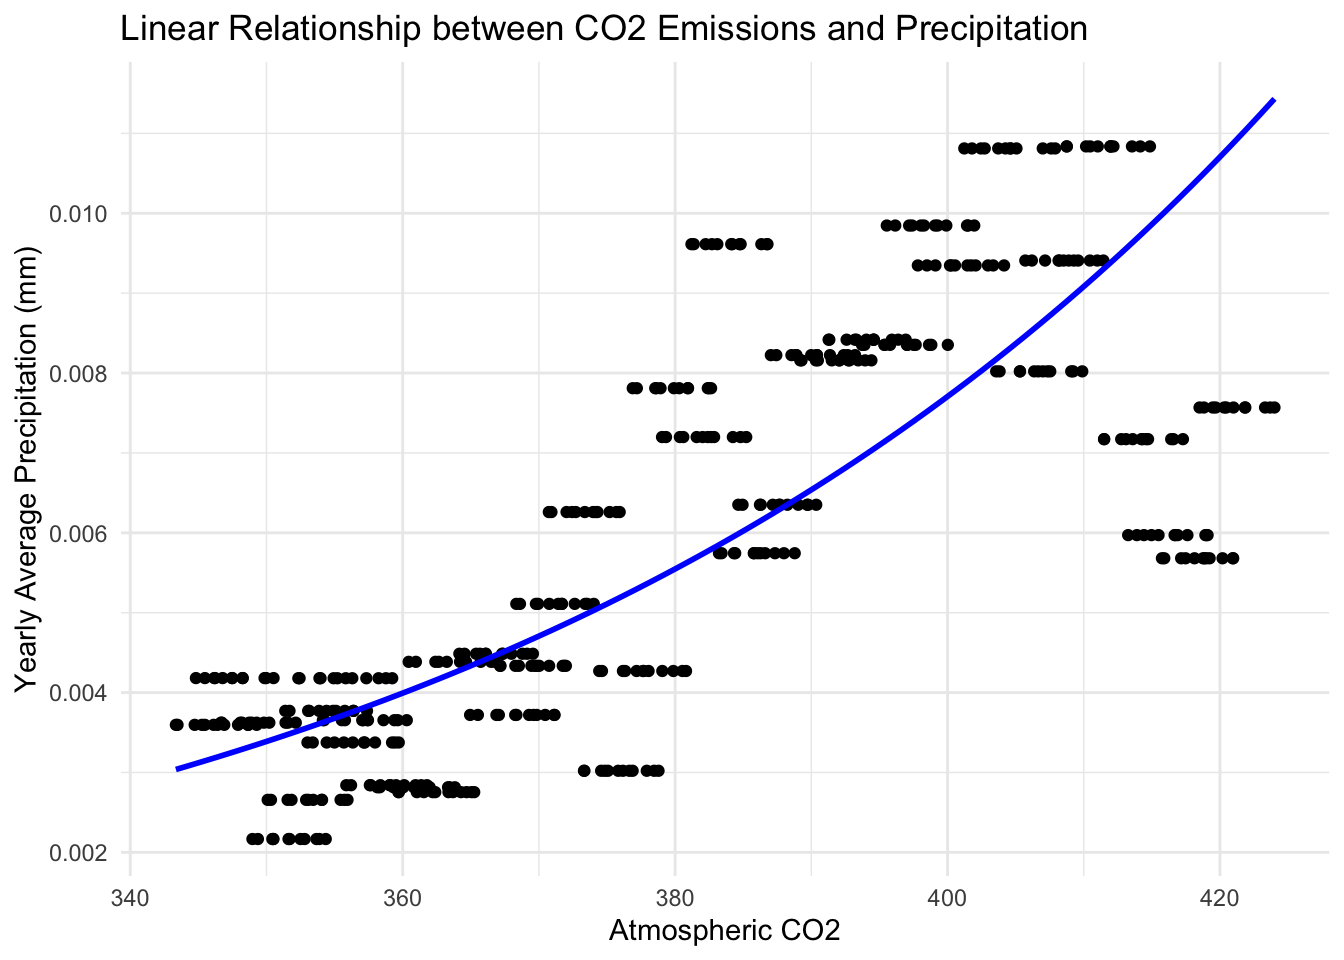 Linear Relationship between CO2 Emissions and Precipitation
Yearly Average Precipitation (mm)
0.010
0.008
0.006
0.004
0.002
340 360 380 400 420
Atmospheric CO2